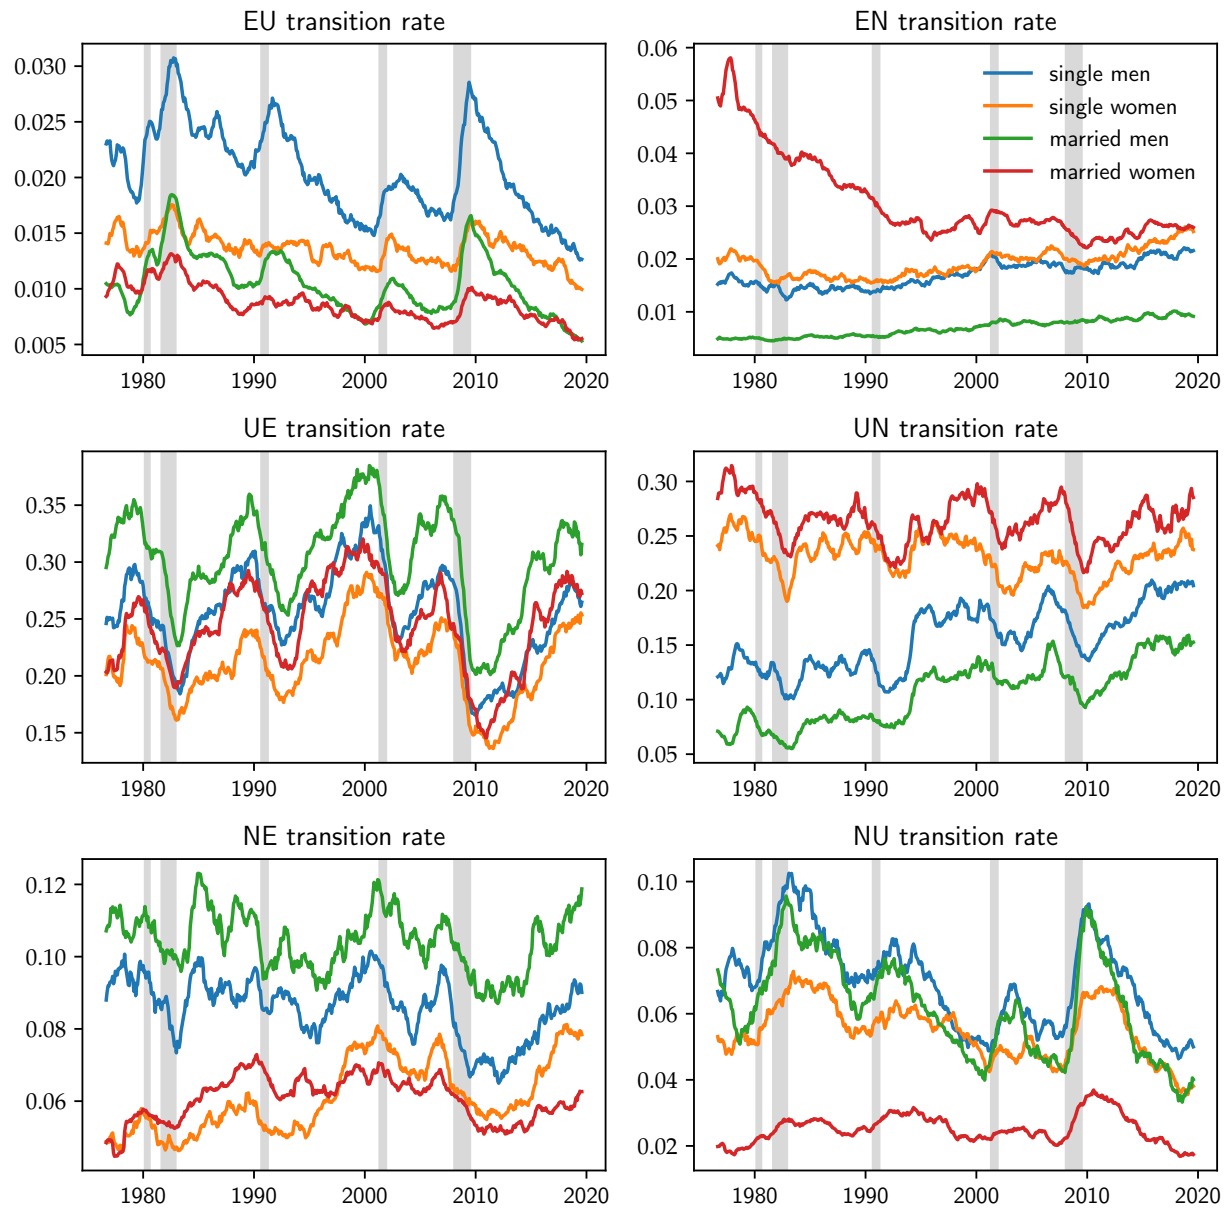 EU transition rate
EN transition rate
0.030
0.025
0.020
0.015
0.010
0.005
1980 1990 2000 2010 2020
0.06
0.05
0.04
0.03
0.02
0.01
single men
single women
married men
married women
1980 1990 2000 2010 2020
UE transition rate
UN transition rate
0.35
0.30
0.25
0.20
0.15
1980 1990 2000 2010 2020
0.30
0.25
0.20
0.15
0.10
0.05
1980 1990 2000 2010 2020
NE transition rate
NU transition rate
0.12
0.10
0.08
0.06
1980 1990 2000 2010 2020
0.10
0.08
0.06
0.04
0.02
1980 1990 2000 2010 2020